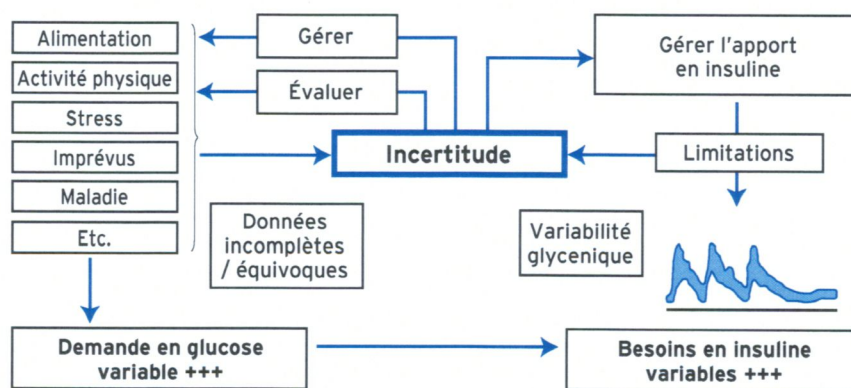 Alimentation
Activité physique
Stress
Imprévus
Maladie
Etc.
Gérer
Évaluer
Incertitude
Gérer l'apport
en insuline
Limitations
Données
incomplètes
/ équivoques
Variabilité
glycenique
Demande en glucose
variable +++
Besoins en insuline
variables +++